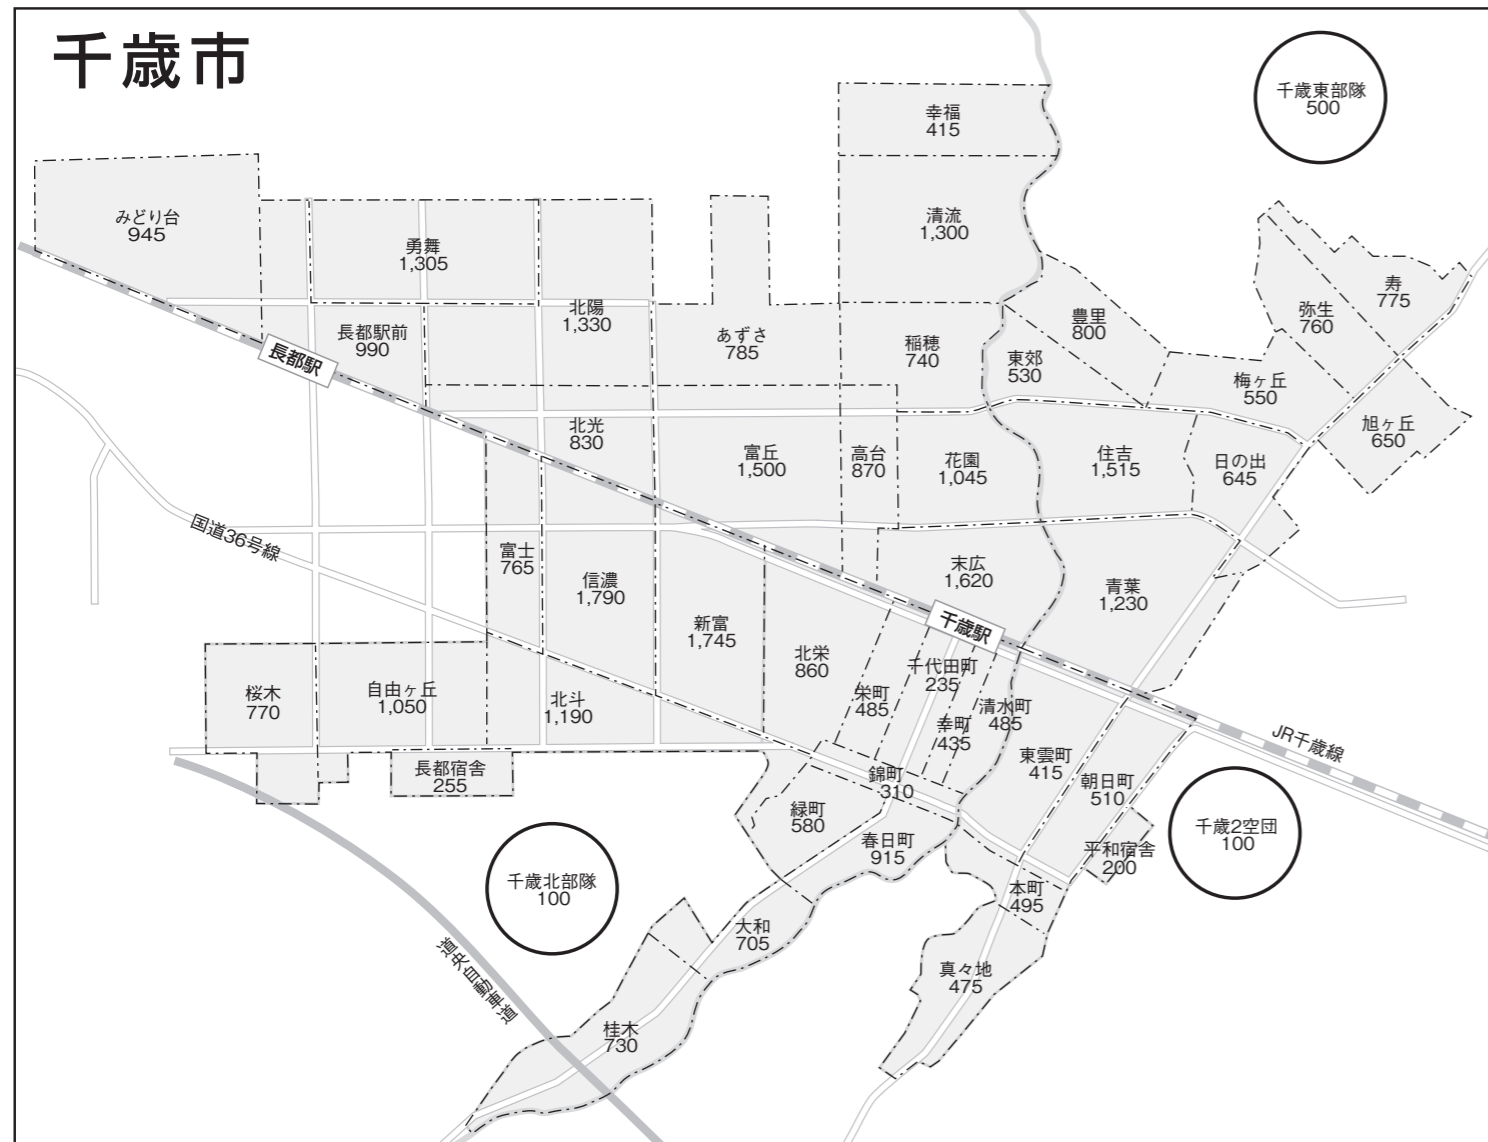 千歳市
千歳東部隊
500
幸福
415
みどり台
945
勇舞
1,305
清流
1,300
寿
775
弥生
760
北陽
1,330
豊里
800
長都駅前
990
あずさ
785
稲穂
740
東郊
530
長都駅
梅ヶ丘
550
旭ヶ丘
650
北光
830
富丘
1,500
高台
870
花園
1,045
住吉
1,515
日の出
645
国道36号線
富士
765
信濃
1,790
末広
1,620
青葉
1,230
新富
1,745
千歳駅
北栄
860
千代田町
235
桜木
770
自由ヶ丘
1,050
北斗
1,190
栄町
485
幸町
435
清水町
485
JR千歳線
東雲町
415
長都宿舎
255
錦町
310
朝日町
510
緑町
580
春日町
915
千歳2空団
100
平和宿舎
200
千歳北部隊
100
本町
495
大和
705
道央自動車道
真々地
475
桂木
730